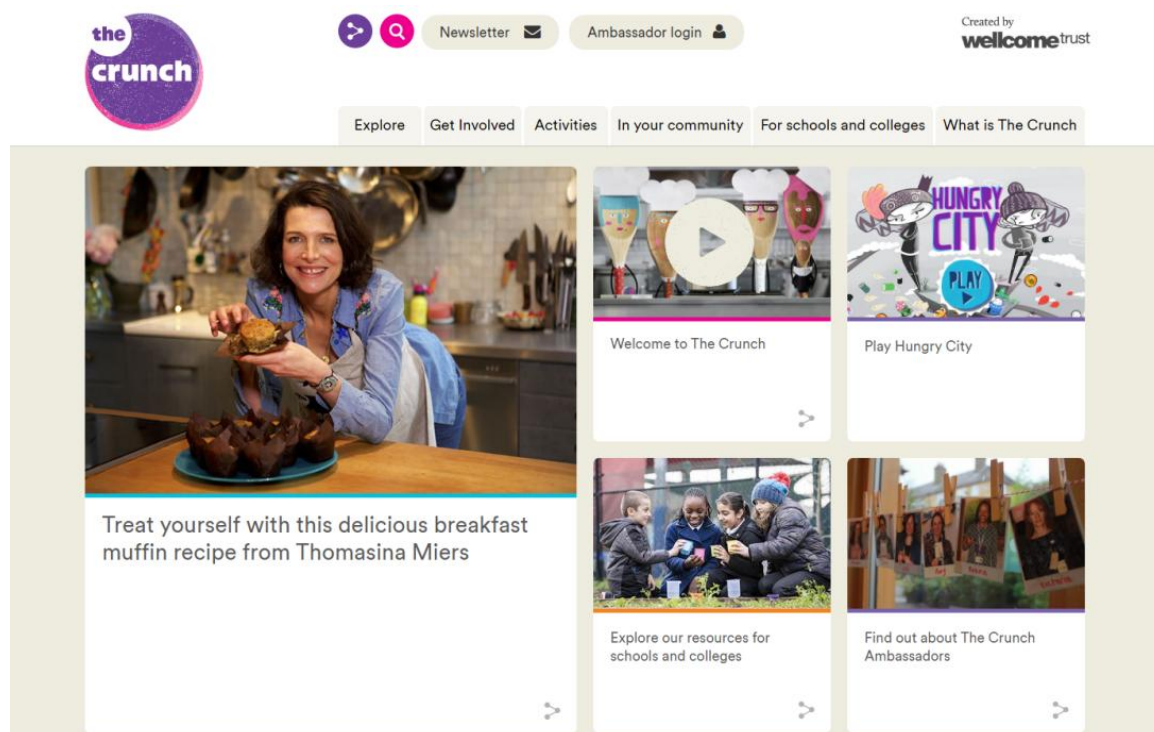 the
crunch
Newsletter
Ambassador login
Created by
wellcometrust
Explore
Get Involved
Activities
In your community
For schools and colleges
What is The Crunch
HUNGRY
CITY
PLAY
Welcome to The Crunch
Play Hungry City
Treat yourself with this delicious breakfast
muffin recipe from Thomasina Miers
Explore our resources for
schools and colleges
Find out about The Crunch
Ambassadors